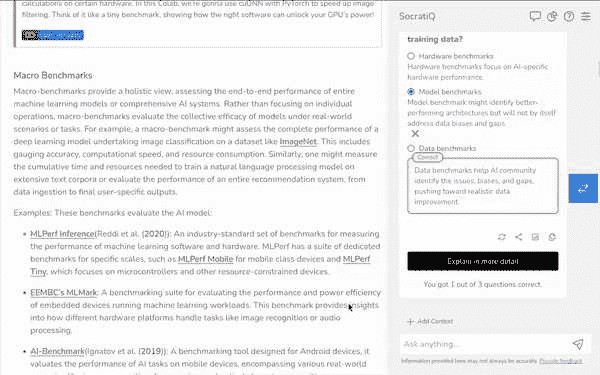 calculations on certain hardware. In this Colab, we're gonna use cuDNN with PyTorch to speed up image
filtering. Think of it like a tiny benchmark, showing how the right software can unlock your GPU's power!
Macro Benchmarks
Macro-benchmarks provide a holistic view, assessing the end-to-end performance of entire
machine learning models or comprehensive AI systems. Rather than focusing on individual
operations, macro-benchmarks evaluate the collective efficacy of models under real-world
scenarios or tasks. For example, a macro-benchmark might assess the complete performance of a
deep learning model undertaking image classification on a dataset like ImageNet. This includes
gauging accuracy, computational speed, and resource consumption. Similarly, one might measure
the cumulative time and resources needed to train a natural language processing model on
extensive text corpora or evaluate the performance of an entire recommendation system, from
data ingestion to final user-specific outputs.
Examples: These benchmarks evaluate the AI model:
• MLPerf Inference(Reddi et al. (2020)): An industry-standard set of benchmarks for measuring
the performance of machine learning software and hardware. MLPerf has a suite of dedicated
benchmarks for specific scales, such as MLPerf Mobile for mobile class devices and MLPerf
Tiny, which focuses on microcontrollers and other resource-constrained devices.
• EEMBC's MLMark: A benchmarking suite for evaluating the performance and power efficiency
of embedded devices running machine learning workloads. This benchmark provides insights
into how different hardware platforms handle tasks like image recognition or audio
processing.
• AI-Benchmark(Ignatov et al. (2019)): A benchmarking tool designed for Android devices, it
evaluates the performance of AI tasks on mobile devices, encompassing various real-world
SocratiQ
training data?
Hardware benchmarks
Hardware benchmarks focus on AI-specific
hardware performance.
Model benchmarks
Model benchmark might identify better-
performing architectures but will not by itself
address data biases and gaps.
Data benchmarks
Correct
Data benchmarks help AI community
identify the issues, biases, and gaps,
pushing toward realistic data
improvement.
Explain in more detail
You got 1 out of 3 questions correct.
Add Context
Ask anything...
Information provided here may not always be accurate. Provide feedback